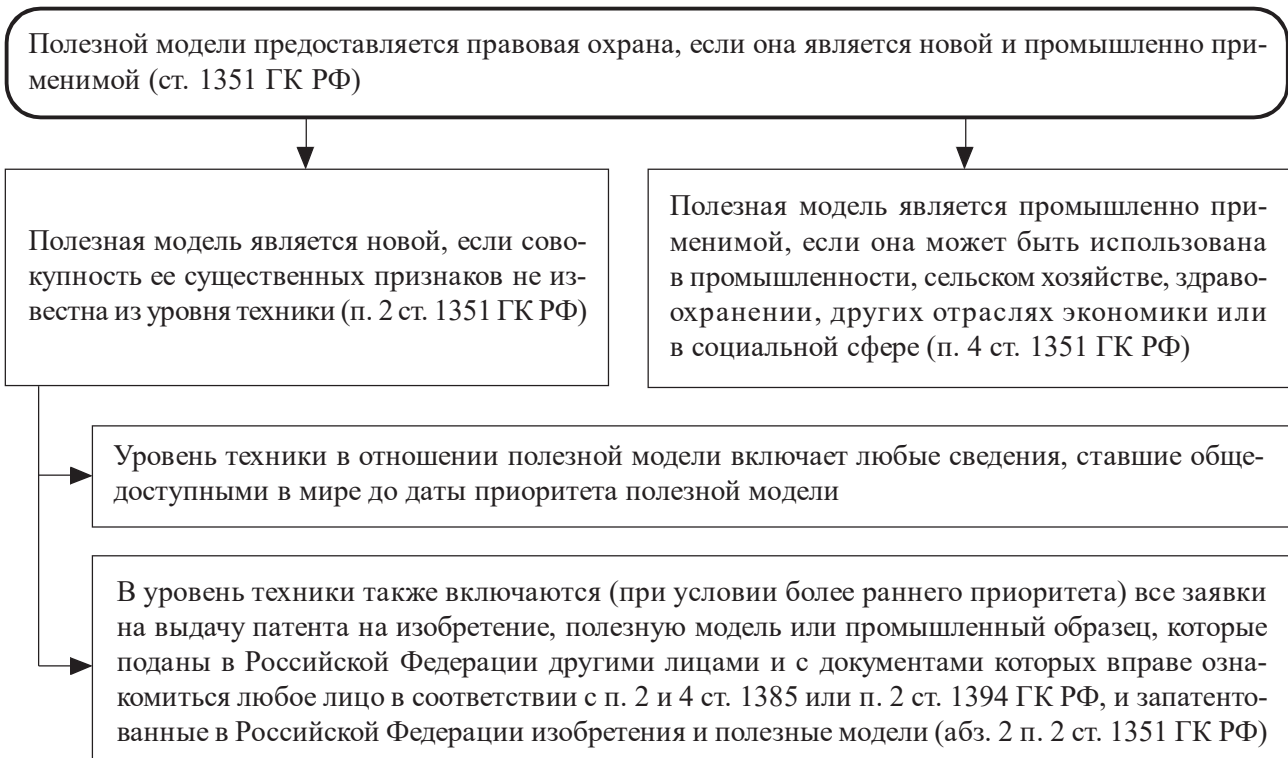 Полезной модели предоставляется правовая охрана, если она является новой и промышленно при-
менимой (ст. 1351 ГК РФ)
Полезная модель является новой, если сово-
купность ее существенных признаков не из-
вестна из уровня техники (п. 2 ст. 1351 ГК РФ)
Полезная модель является промышленно при-
менимой, если она может быть использована
в промышленности, сельском хозяйстве, здраво-
охранении, других отраслях экономики или
в социальной сфере (п. 4 ст. 1351 ГК РФ)
Уровень техники в отношении полезной модели включает любые сведения, ставшие обще-
доступными в мире до даты приоритета полезной модели
В уровень техники также включаются (при условии более раннего приоритета) все заявки
на выдачу патента на изобретение, полезную модель или промышленный образец, которые
поданы в Российской Федерации другими лицами и с документами которых вправе озна-
комиться любое лицо в соответствии с п. 2 и 4 ст. 1385 или п. 2 ст. 1394 ГК РФ, и запатенто-
ванные в Российской Федерации изобретения и полезные модели (абз. 2 п. 2 ст. 1351 ГК РФ)